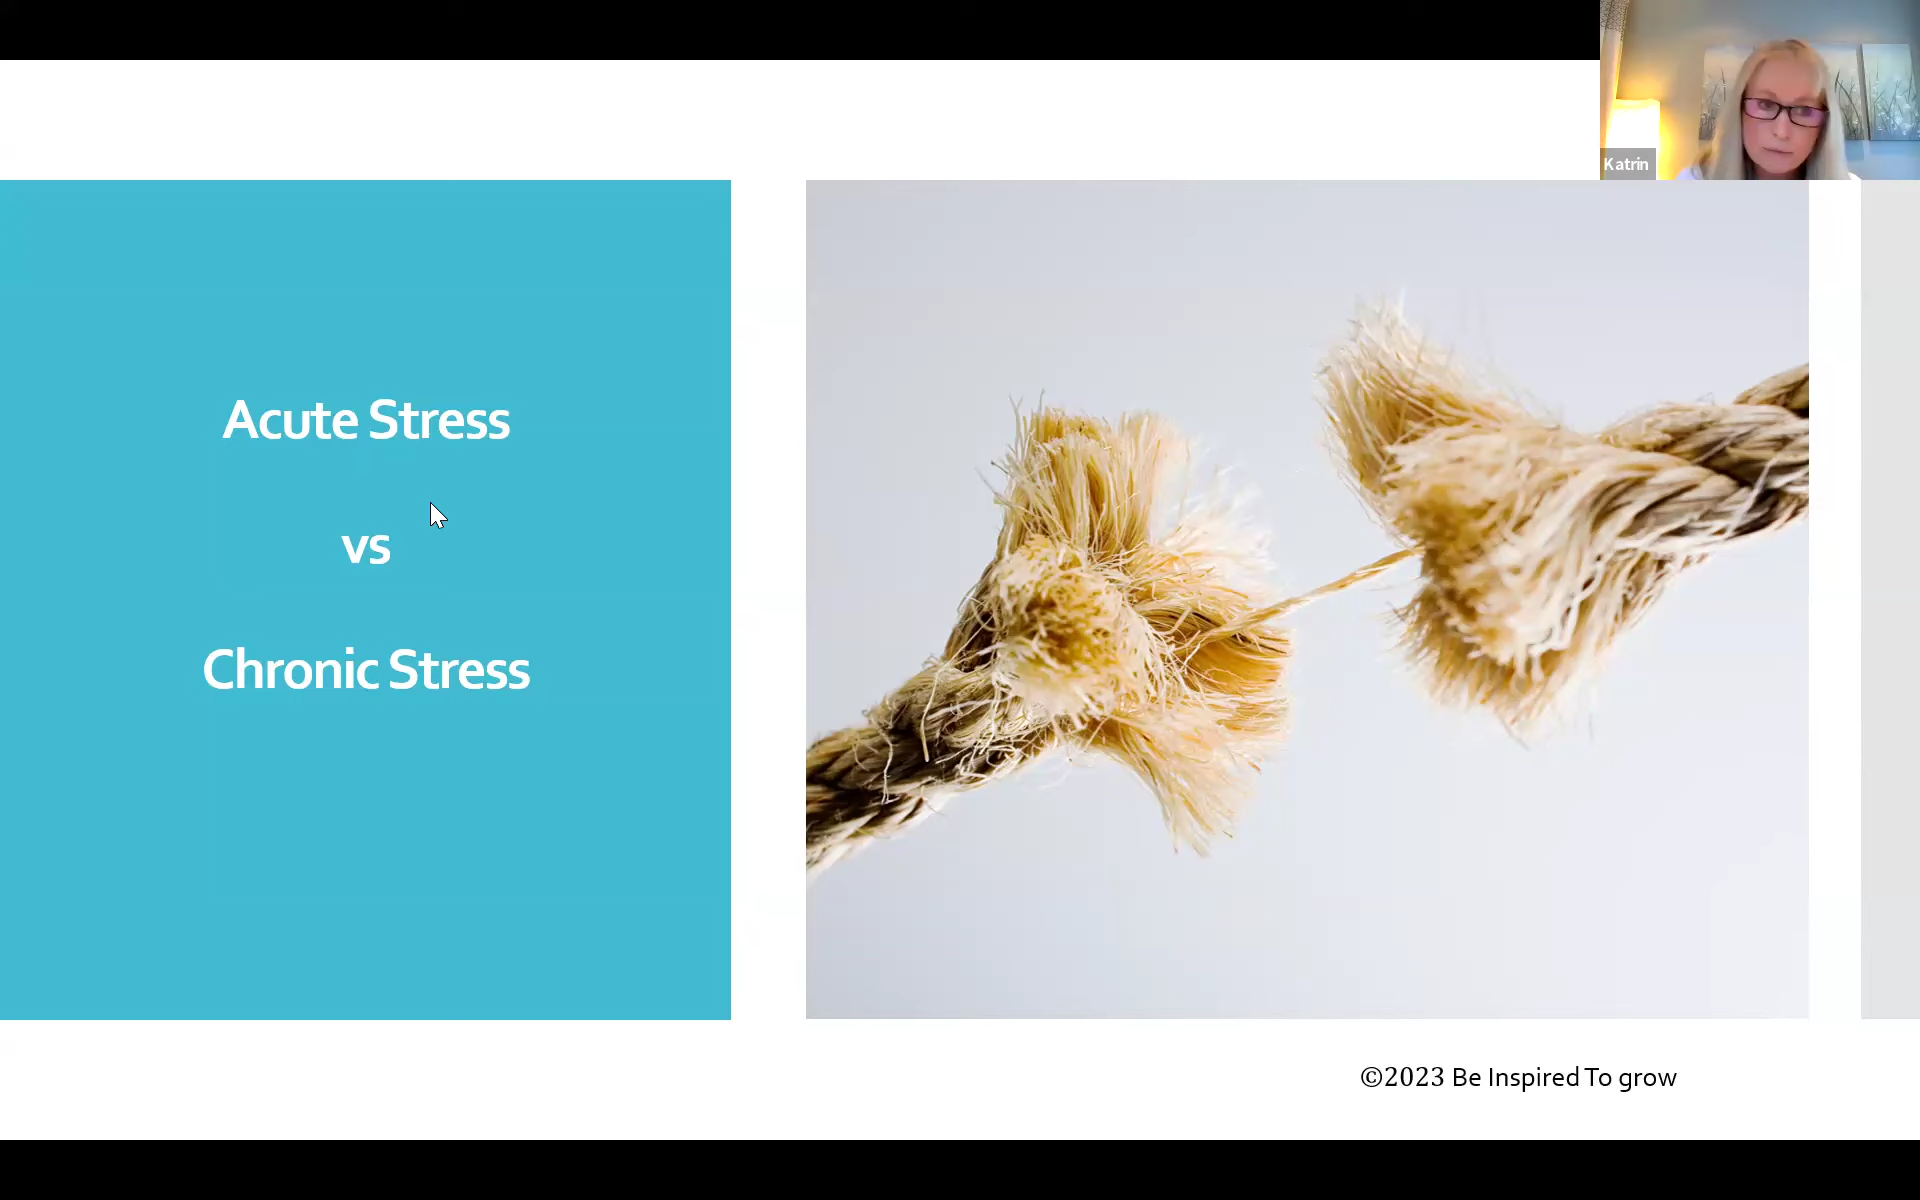 Katrin
Acute Stress
vs
Chronic Stress
©2023 Be Inspired To grow